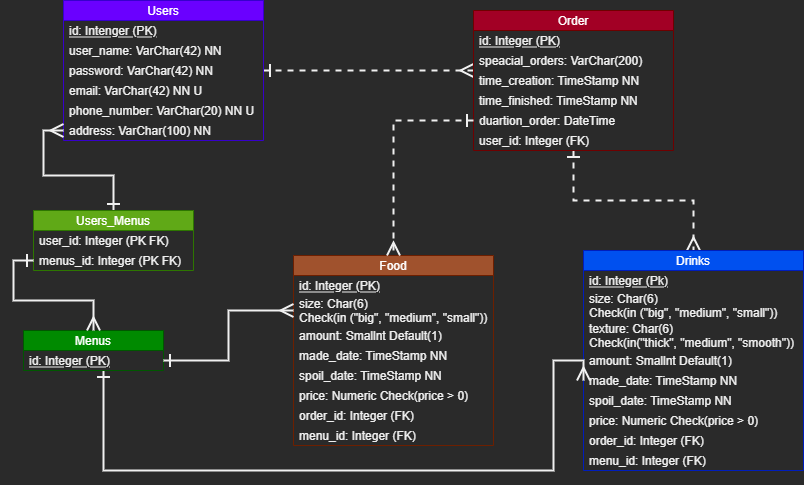 Users
id: Intenger (PK)
user_name: VarChar(42) NN
password: VarChar(42) NN
email: VarChar(42) NN U
phone_number: VarChar(20) NN U
address: VarChar(100) NN
Order
id: Integer (PK)
speacial_orders: VarChar(200)
time_creation: TimeStamp NN
time_finished: TimeStamp NN
duartion_order: DateTime
user_id: Integer (FK)
Users_Menus
user_id: Integer (PK FK)
menus_id: Integer (PK FK)
Menus
id: Integer (PK)
Food
id: Integer (PK)
size: Char(6)
Check(in ("big", "medium", "small"))
amount: SmallInt Default(1)
made_date: TimeStamp NN
spoil_date: TimeStamp NN
price: Numeric Check(price > 0)
order_id: Integer (FK)
menu_id: Integer (FK)
Drinks
id: Integer (Pk)
size: Char(6)
Check(in ("big", "medium", "small"))
texture: Char(6)
Check(in("thick", "medium", "smooth"))
amount: SmallInt Default(1)
made_date: TimeStamp NN
spoil_date: TimeStamp NN
price: Numeric Check(price > 0)
order_id: Integer (FK)
menu_id: Integer (FK)